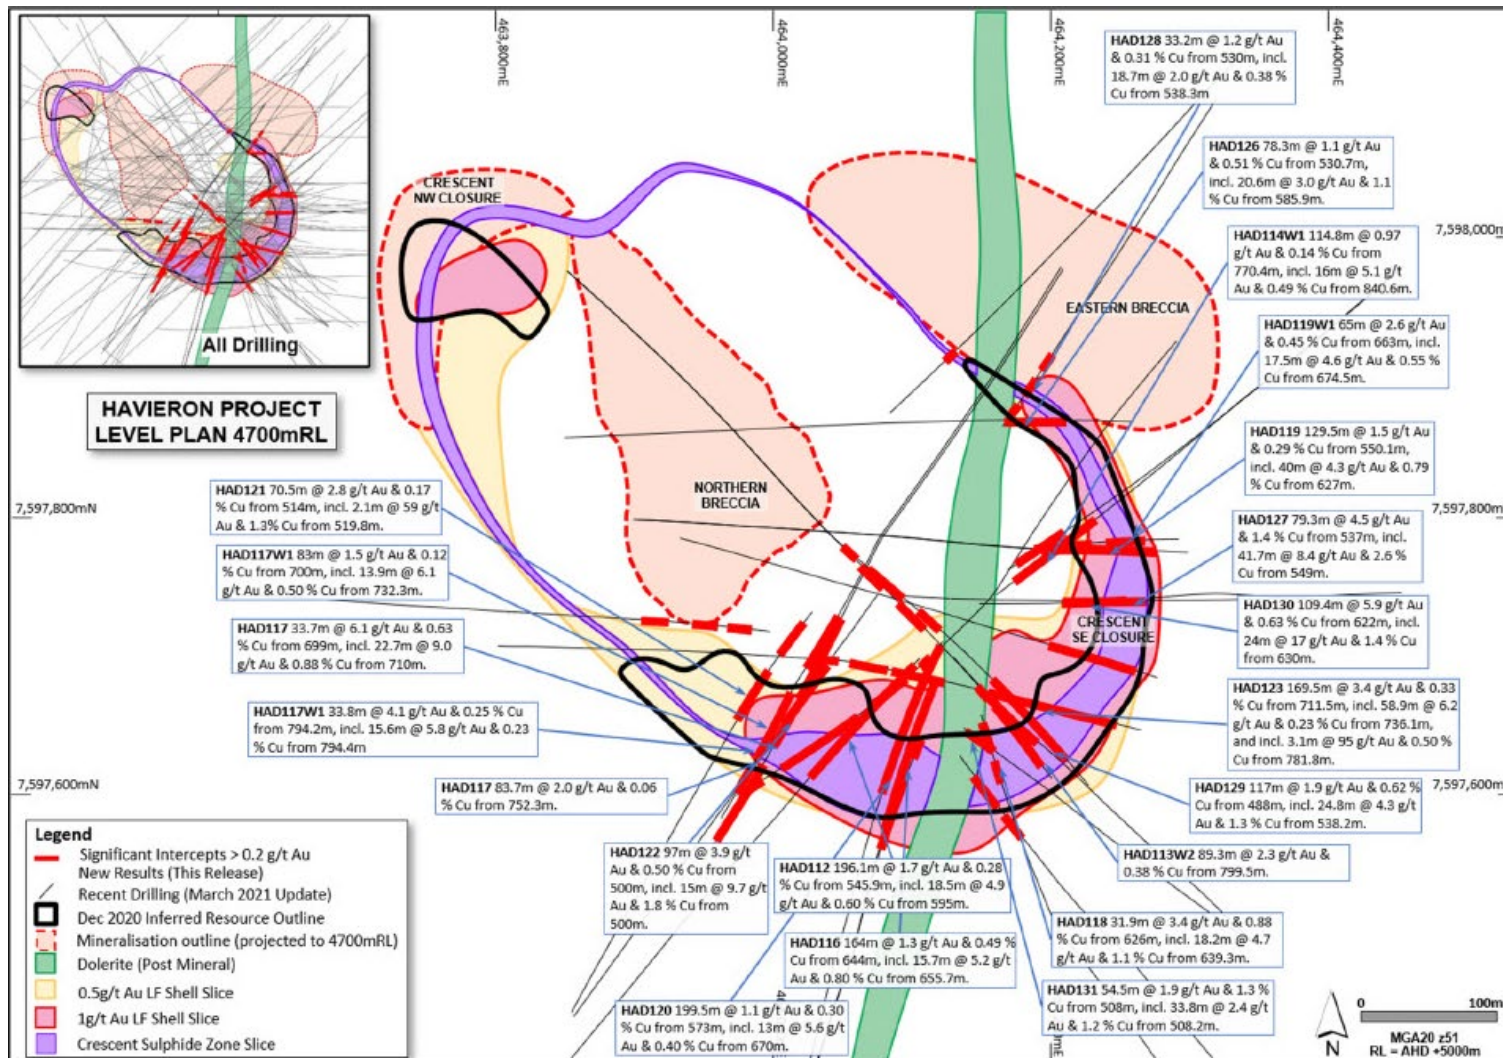 All Drilling
HAVIERON PROJECT
LEVEL PLAN 4700mRL
463,800mE
464,000mE
464,200mE
464,400mE
7,598,000mN
7,597,800mN
7,597,800mN
7,597,600mN
7,597,600m
CRESCENT
NW CLOSURE
NORTHERN
BRECCIA
EASTERN BRECCIA
CRESCENT
SE CLOSURE
HAD128 33.2m @ 1.2 g/t Au
& 0.31 % Cu from 530m, incl.
18.7m @ 2.0 g/t Au & 0.38 %
Cu from 538.3m
HAD126 78.3m @ 1.1 g/t Au
& 0.51 % Cu from 530.7m,
incl. 20.6m @ 3.0 g/t Au & 1.1
% Cu from 585.9m.
HAD114W1 114.8m @ 0.97
g/t Au & 0.14 % Cu from
770.4m, incl. 16m @ 5.1 g/t
Au & 0.49 % Cu from 840.6m.
HAD119W1 65m @ 2.6 g/t Au
& 0.45 % Cu from 663m, incl.
17.5m @ 4.6 g/t Au & 0.55 %
Cu from 674.5m.
HAD119 129.5m @ 1.5 g/t Au
& 0.29 % Cu from 550.1m,
incl. 40m @ 4.3 g/t Au & 0.79
% Cu from 627m.
HAD127 79.3m @ 4.5 g/t Au
& 1.4 % Cu from 537m, incl.
41.7m @ 8.4 g/t Au & 2.6 %
Cu from 549m.
HAD130 109.4m @ 5.9 g/t Au
& 0.63 % Cu from 622m, incl.
24m @ 17 g/t Au & 1.4 % Cu
from 630m.
HAD123 169.5m @ 3.4 g/t Au & 0.33
% Cu from 711.5m, incl. 58.9m @ 6.2
g/t Au & 0.23 % Cu from 736.1m,
and incl. 3.1m @ 95 g/t Au & 0.50 %
Cu from 781.8m.
HAD129 117m @ 1.9 g/t Au & 0.62 %
Cu from 488m, incl. 24.8m @ 4.3 g/t
Au & 1.3 % Cu from 538.2m.
HAD113W2 89.3m @ 2.3 g/t Au &
0.38 % Cu from 799.5m.
HAD118 31.9m @ 3.4 g/t Au & 0.88
% Cu from 626m, incl. 18.2m @ 4.7
g/t Au & 1.1 % Cu from 639.3m.
HAD131 54.5m @ 1.9 g/t Au & 1.3 %
Cu from 508m, incl. 33.8m @ 2.4 g/t
Au & 1.2 % Cu from 508.2m.
HAD121 70.5m @ 2.8 g/t Au & 0.17
% Cu from 514m, incl. 2.1m @ 59 g/t
Au & 1.3% Cu from 519.8m.
HAD117W1 83m @ 1.5 g/t Au & 0.12
% Cu from 700m, incl. 13.9m @ 6.1
g/t Au & 0.50 % Cu from 732.3m.
HAD117 33.7m @ 6.1 g/t Au & 0.63
% Cu from 699m, incl. 22.7m @ 9.0
g/t Au & 0.88 % Cu from 710m.
HAD117W1 33.8m @ 4.1 g/t Au & 0.25 % Cu
from 794.2m, incl. 15.6m @ 5.8 g/t Au & 0.23
% Cu from 794.4m
HAD117 83.7m @ 2.0 g/t Au & 0.06
% Cu from 752.3m.
HAD122 97m @ 3.9 g/t
Au & 0.50 % Cu from
500m, incl. 15m @ 9.7 g/t
Au & 1.8 % Cu from
500m.
HAD112 196.1m @ 1.7 g/t Au & 0.28
% Cu from 545.9m, incl. 18.5m @ 4.9
g/t Au & 0.60 % Cu from 595m.
HAD116 164m @ 1.3 g/t Au & 0.49 %
Cu from 644m, incl. 15.7m @ 5.2 g/t
Au & 0.80 % Cu from 655.7m.
HAD120 199.5m @ 1.1 g/t Au & 0.30
% Cu from 573m, incl. 13m @ 5.6 g/t
Au & 0.40 % Cu from 670m.
Legend
Significant Intercepts > 0.2 g/t Au
New Results (This Release)
Recent Drilling (March 2021 Update)
Dec 2020 Inferred Resource Outline
Mineralisation outline (projected to 4700mRL)
Dolerite (Post Mineral)
0.5g/t Au LF Shell Slice
1g/t Au LF Shell Slice
Crescent Sulphide Zone Slice
N
0 100m
MGA20 z51
RL = AHD +5000m